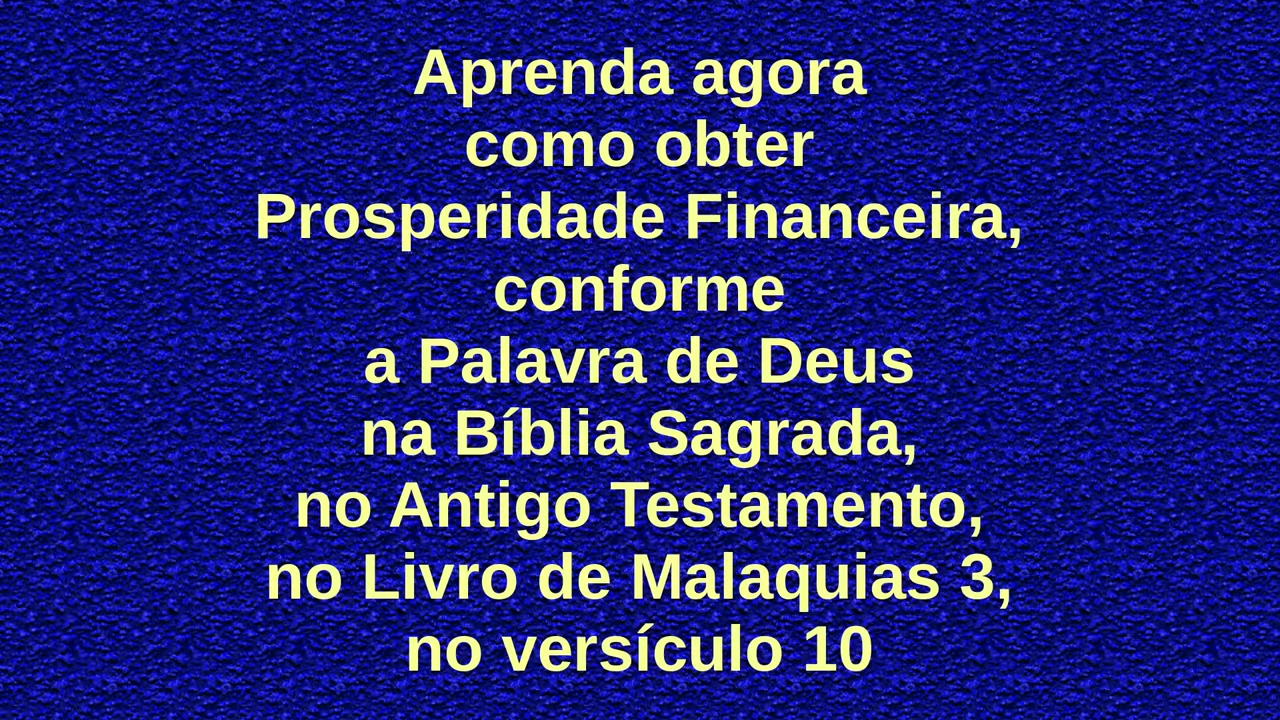 Aprenda agora
como obter
Prosperidade Financeira,
conforme
a Palavra de Deus
na Bíblia Sagrada,
no Antigo Testamento,
no Livro de Malaquias 3,
no versículo 10